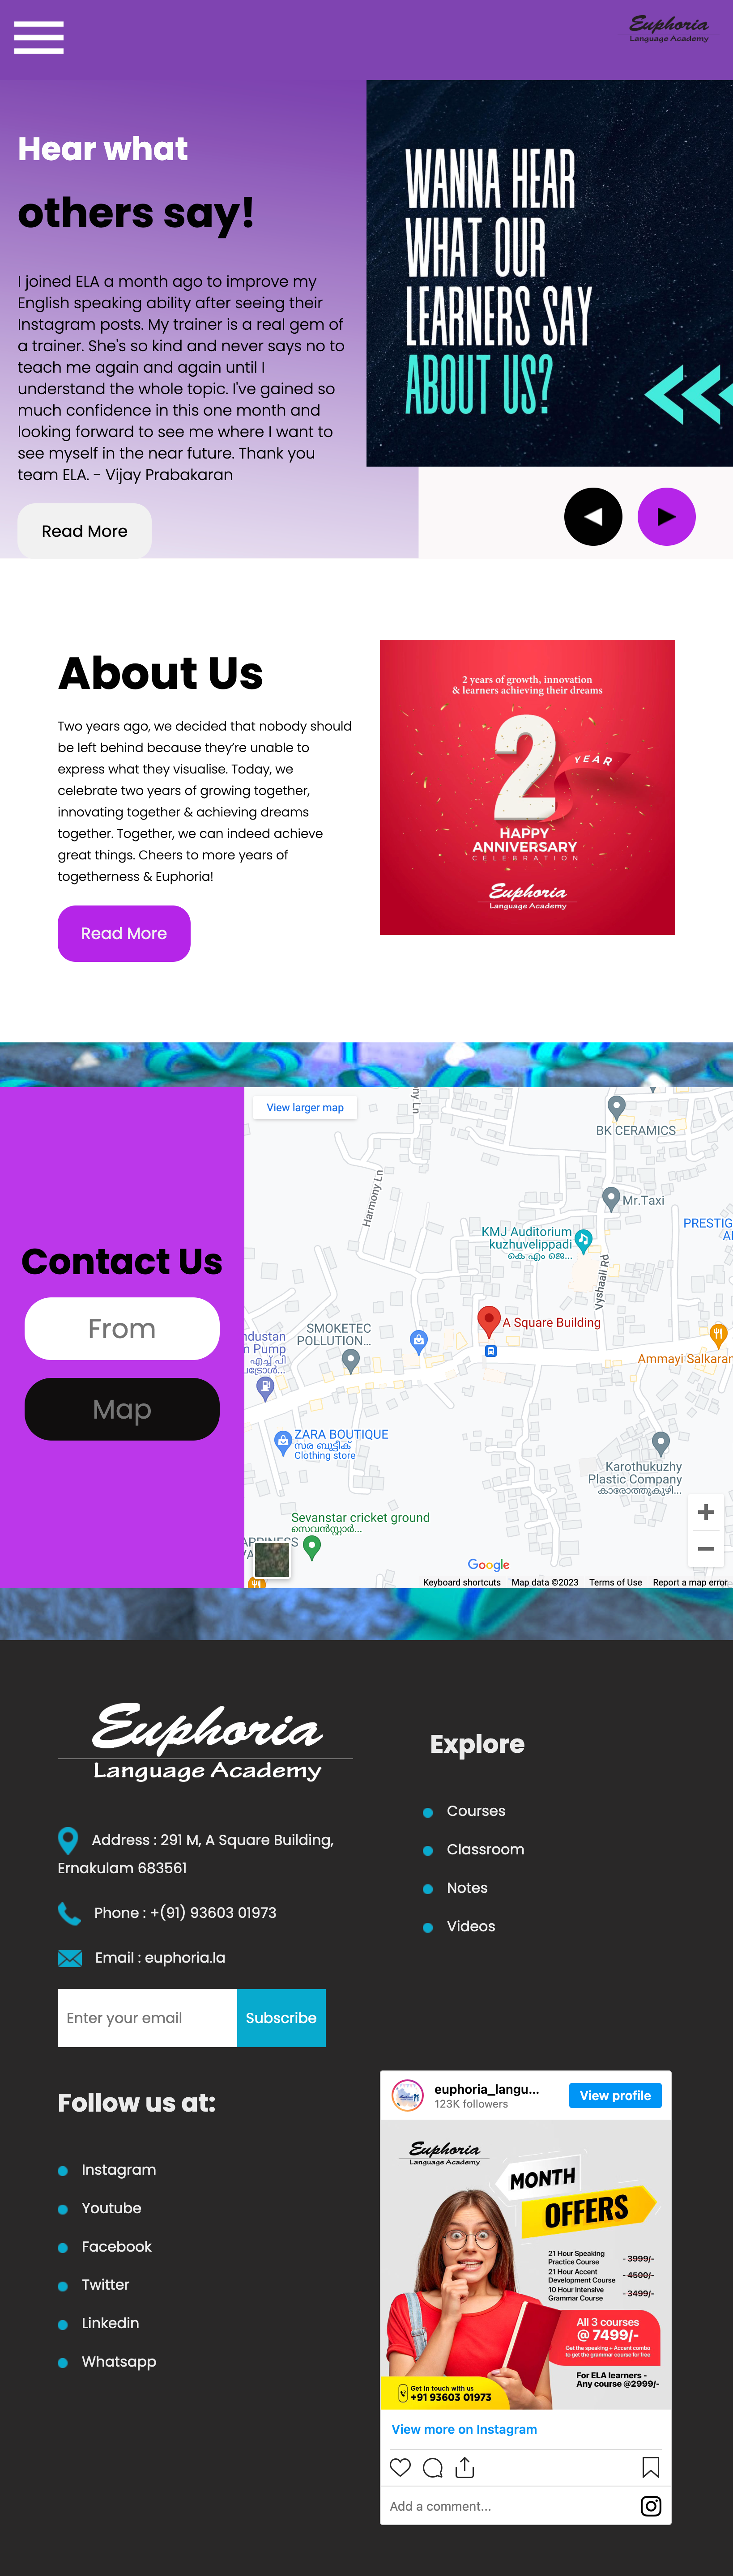 Euphoria
Language Academy
Hear what
others say!
I joined ELA a month ago to improve my
English speaking ability after seeing their
Instagram posts. My trainer is a real gem of
a trainer. She's so kind and never says no to
teach me again and again until I
understand the whole topic. I've gained so
much confidence in this one month and
looking forward to see me where I want to
see myself in the near future. Thank you
team ELA. - Vijay Prabakaran
Read More
WANNA HEAR
WHAT OUR
LEARNERS SAY
ABOUT US?
About Us
Two years ago, we decided that nobody should
be left behind because they're unable to
express what they visualise. Today, we
celebrate two years of growing together,
innovating together & achieving dreams
together. Together, we can indeed achieve
great things. Cheers to more years of
togetherness & Euphoria!
Read More
2 years of growth, innovation
& learners achieving their dreams
2
YEAR
HAPPY
ANNIVERSARY
CELEBRATION
Euphoria
Language Academy
Contact Us
From
Map
View larger map
ny Ln
BK CERAMICS
Harmony Ln
Mr.Taxi
PRESTIG
KMJ Auditorium
kuzhuvelippadi
കെ എം ജെ...
Vyshaali Rd
A Square Building
SMOKETEC
POLLUTION...
ndustan
n Pump
എച്ച് പി
Ammayi Salkarar
ZARA BOUTIQUE
സര ബുട്ടീക്
Clothing store
Karothukuzhy
Plastic Company
കാരോത്തുകുഴി...
Sevanstar cricket ground
സെവൻസ്റ്റാർ...
APPINESS
Google
Keyboard shortcuts Map data ©2023 Terms of Use Report a map error
Euphoria
Language Academy
Address : 291 M, A Square Building,
Ernakulam 683561
Phone : +(91) 93603 01973
Email : euphoria.la
Enter your email
Subscribe
Explore
Courses
Classroom
Notes
Videos
Follow us at:
Instagram
Youtube
Facebook
Twitter
Linkedin
Whatsapp
euphoria_langu...
123K followers
View profile
Euphoria
Language Academy
MONTH
OFFERS
21 Hour Speaking
Practice Course - 3999/-
21 Hour Accent
Development Course - 4500/-
10 Hour Intensive
Grammar Course - 3499/-
All 3 courses
@ 7499/-
Get the speaking + Accent combo
to get the grammar course for free
For ELA learners -
Any course @2999/-
Get in touch with us
+91 93603 01973
View more on Instagram
Add a comment...